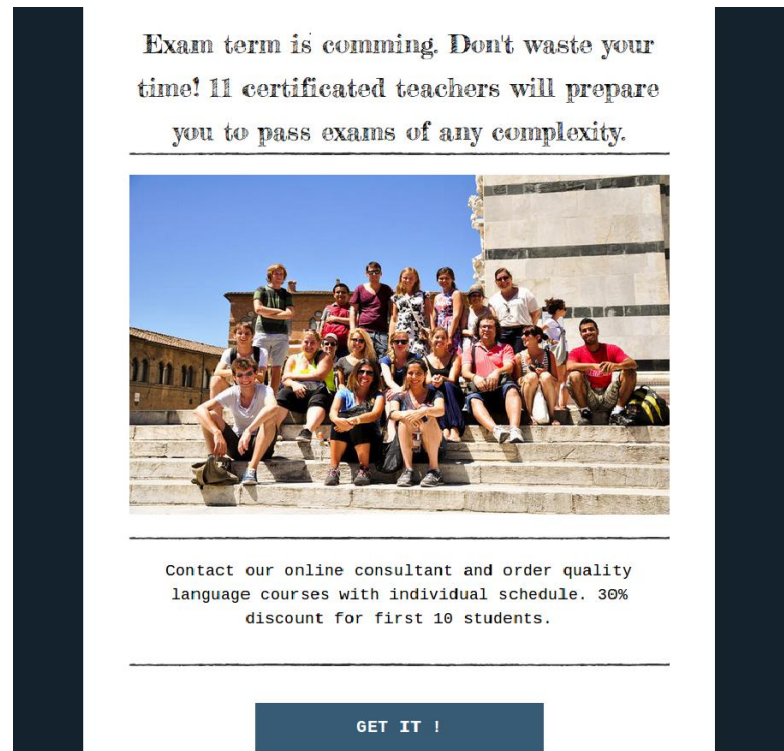 Exam term is comming. Don't waste your
time! 11 certificated teachers will prepare
you to pass exams of any complexity.
Contact our online consultant and order quality
language courses with individual schedule. 30%
discount for first 10 students.
GET IT !